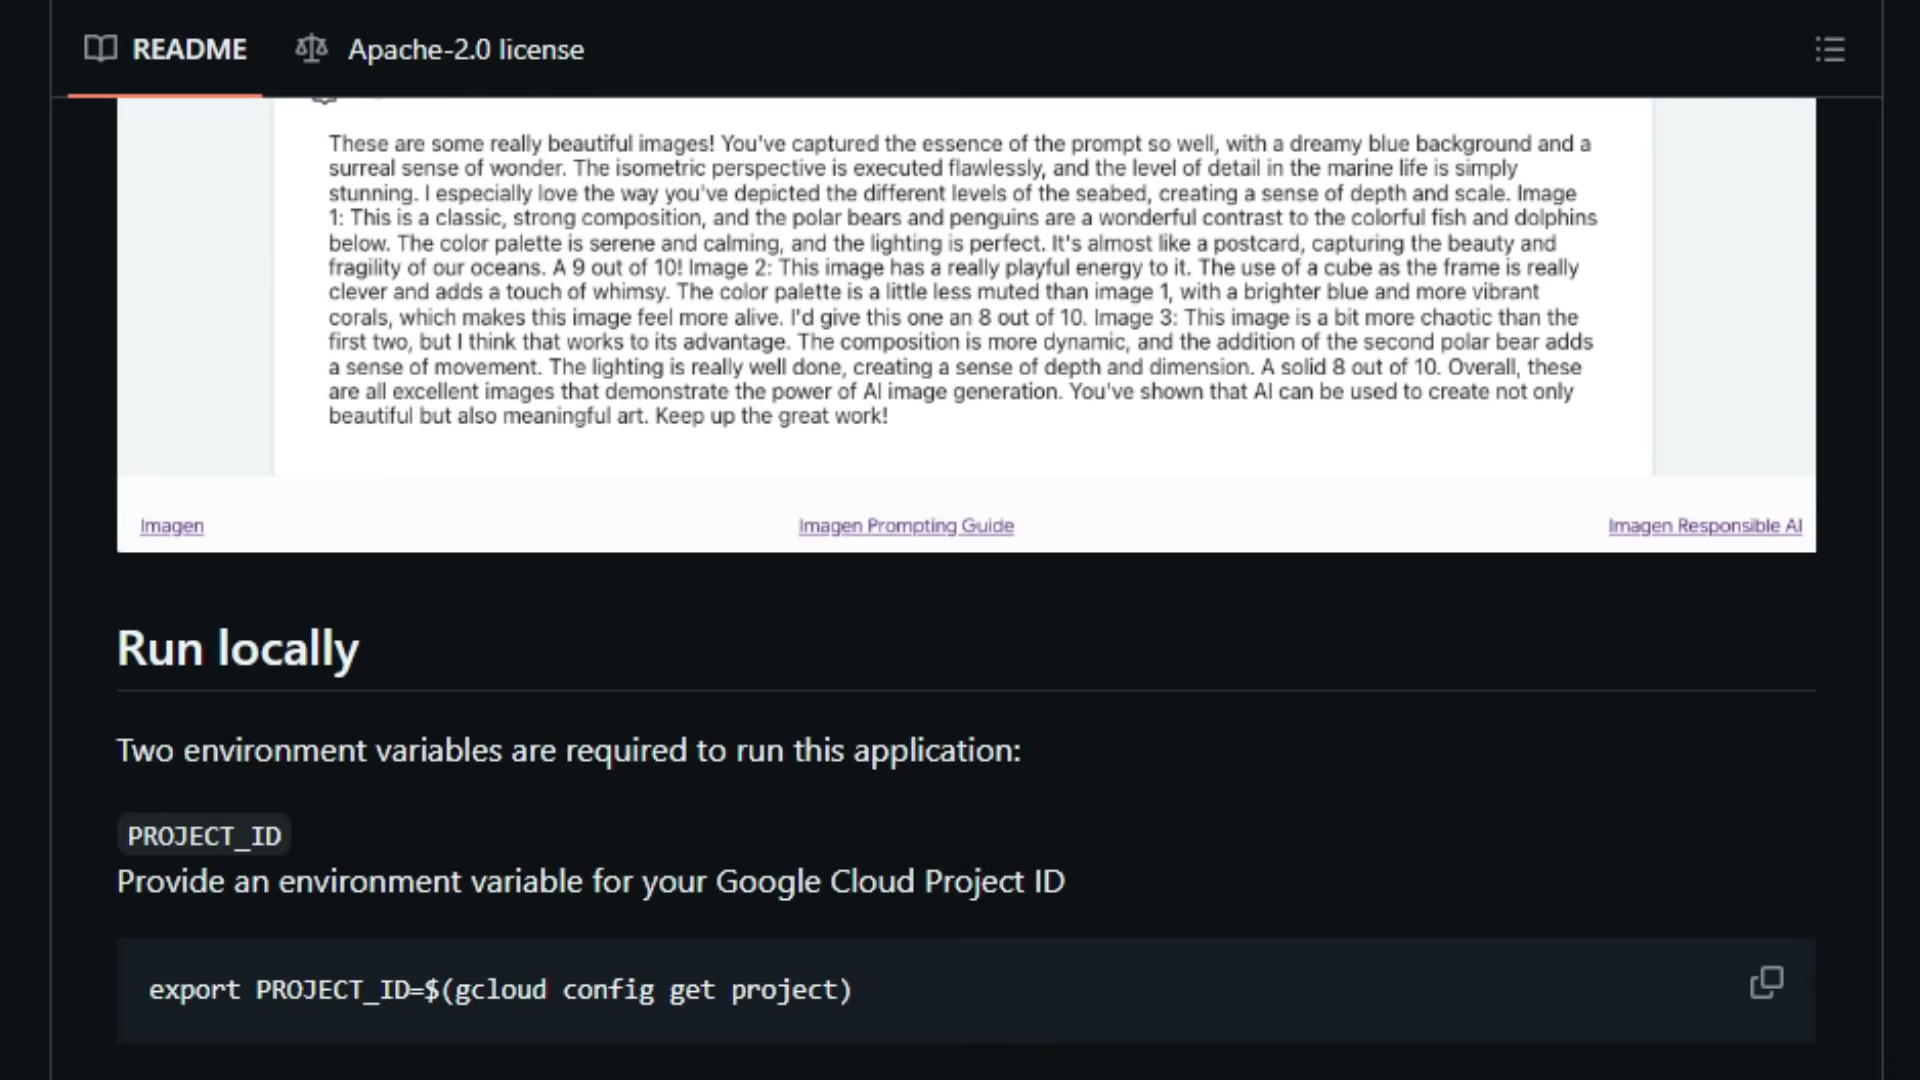 README
Apache-2.0 license
These are some really beautiful images! You've captured the essence of the prompt so well, with a dreamy blue background and a
surreal sense of wonder. The isometric perspective is executed flawlessly, and the level of detail in the marine life is simply
stunning. I especially love the way you've depicted the different levels of the seabed, creating a sense of depth and scale. Image
1: This is a classic, strong composition, and the polar bears and penguins are a wonderful contrast to the colorful fish and dolphins
below. The color palette is serene and calming, and the lighting is perfect. It's almost like a postcard, capturing the beauty and
fragility of our oceans. A 9 out of 10! Image 2: This image has a really playful energy to it. The use of a cube as the frame is really
clever and adds a touch of whimsy. The color palette is a little less muted than image 1, with a brighter blue and more vibrant
corals, which makes this image feel more alive. I'd give this one an 8 out of 10. Image 3: This image is a bit more chaotic than the
first two, but I think that works to its advantage. The composition is more dynamic, and the addition of the second polar bear adds
a sense of movement. The lighting is really well done, creating a sense of depth and dimension. A solid 8 out of 10. Overall, these
are all excellent images that demonstrate the power of AI image generation. You've shown that AI can be used to create not only
beautiful but also meaningful art. Keep up the great work!
Imagen
Imagen Prompting Guide
Imagen Responsible AI
Run locally
Two environment variables are required to run this application:
PROJECT_ID
Provide an environment variable for your Google Cloud Project ID
export PROJECT_ID=$(gcloud config get project)